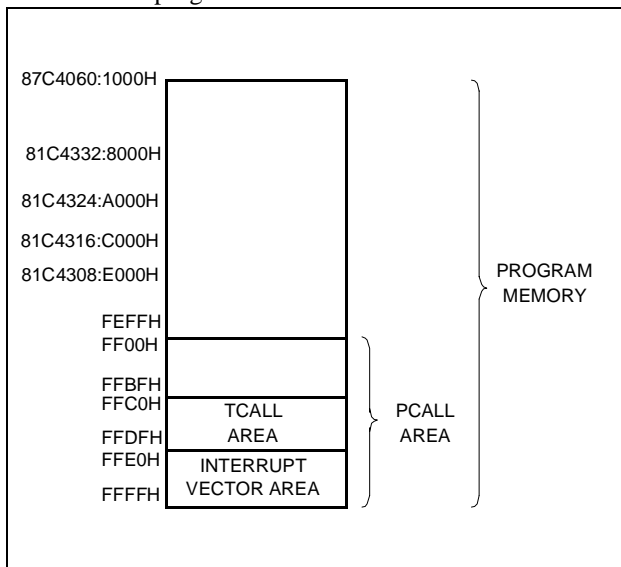 87C4060:1000H
81C4332:8000H
81C4324:A000H
81C4316:C000H
81C4308:E000H
PROGRAM
MEMORY
FEFFH
FF00H
FFBFH
FFC0H
TCALL
AREA
PCALL
AREA
FFDFH
FFE0H
INTERRUPT
VECTOR AREA
FFFFH